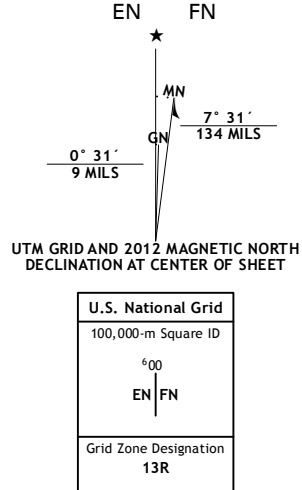 EN FN
★
MN
GN
7° 31´
134 MILS
0° 31´
9 MILS
UTM GRID AND 2012 MAGNETIC NORTH
DECLINATION AT CENTER OF SHEET
U.S. National Grid
100,000-m Square ID
⁶00
EN FN
Grid Zone Designation
13R